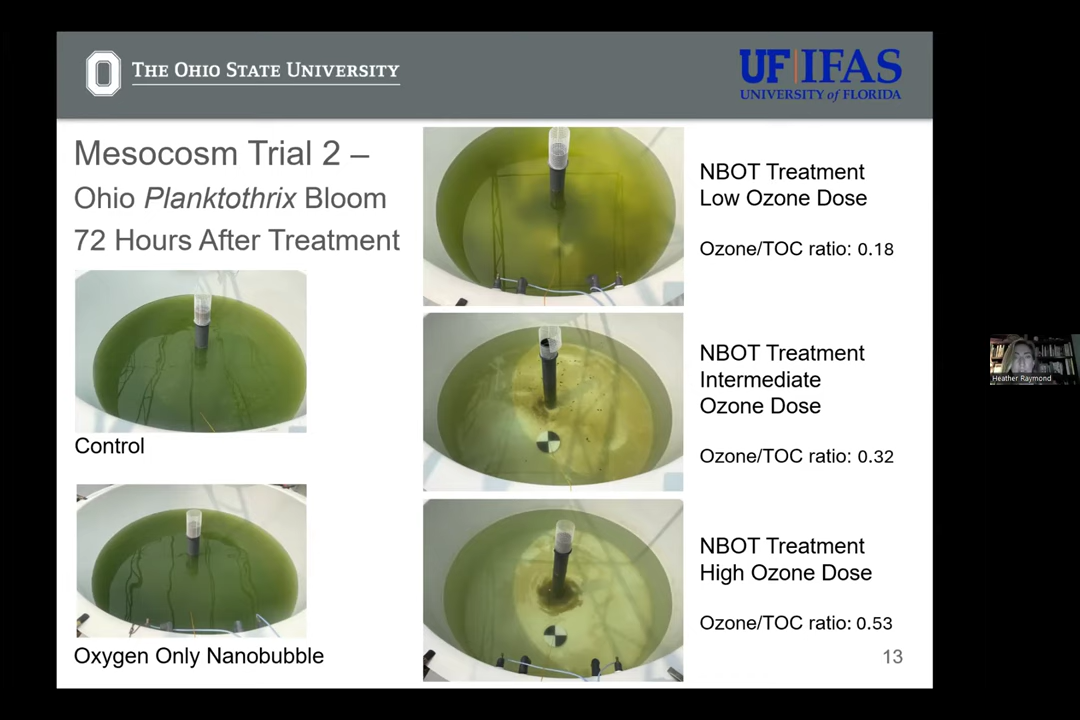 THE OHIO STATE UNIVERSITY
UF|IFAS
UNIVERSITY of FLORIDA
Mesocosm Trial 2 –
Ohio Planktothrix Bloom
72 Hours After Treatment
Control
Oxygen Only Nanobubble
NBOT Treatment
Low Ozone Dose
Ozone/TOC ratio: 0.18
NBOT Treatment
Intermediate
Ozone Dose
Ozone/TOC ratio: 0.32
NBOT Treatment
High Ozone Dose
Ozone/TOC ratio: 0.53
13
Heather Raymond